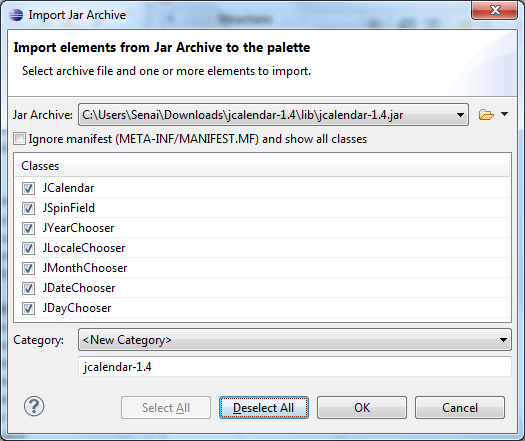 Import Jar Archive
Import elements from Jar Archive to the palette
Select archive file and one or more elements to import.
Jar Archive: C:\Users\Senai\Downloads\jcalendar-1.4\lib\jcalendar-1.4.jar
Ignore manifest (META-INF/MANIFEST.MF) and show all classes
Classes
JCalendar
JSpinField
JYearChooser
JLocaleChooser
JMonthChooser
JDateChooser
JDayChooser
Category: <New Category>
jcalendar-1.4
? Select All Deselect All OK Cancel